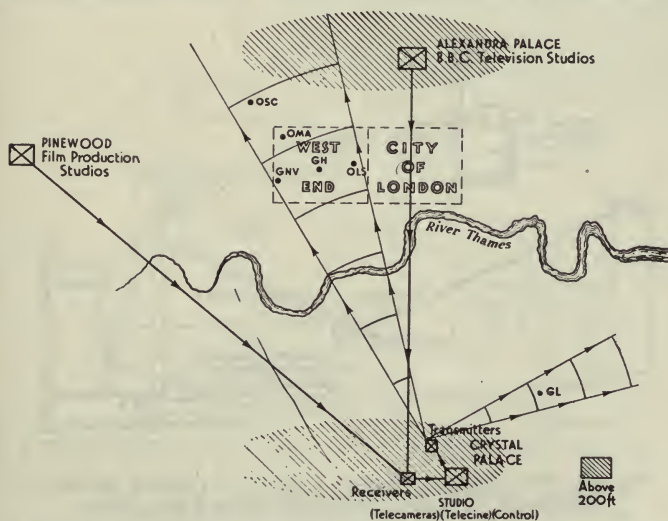 ALEXANDRA PALACE
B.B.C. Television Studios
OSC
PINEWOOD
Film Production
Studios
OMA
WEST
END
GH
GNV
OLS
CITY
OF
LONDON
River Thames
GL
Transmitters
CRYSTAL
PALACE
Receivers
STUDIO
(Telecameras)(Telecine)(Control)
Above
200ft